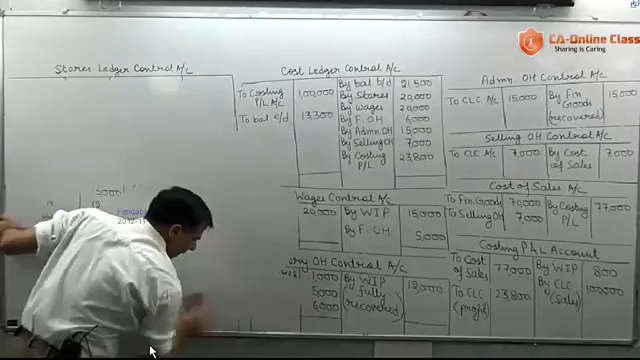 CA-Online Class
Sharing is Caring
Stores Ledger Control A/c
Cost Ledger Control A/c
To Costing P/L A/c 1,00,000 By bal b/d 21,500
To bal c/d 13,300 By Stores 20,000
By Wages 20,000
By F. OH 6,000
By Admn.OH 15,000
By Selling OH 7,000
By Costing P/L 23,800
Wages Control A/c
20,000 By WIP 15,000
By F. OH 5,000
ory OH Control A/c
1,000 By WIP 12,000
5,000 (fully
6,000 recovered)
Admn. OH Control A/c
To CLC A/c 15,000 By Fin Goods 15,000
(recovered)
Selling OH Control A/c
To CLC A/c 7,000 By Cost of Sales 7,000
Cost of Sales A/c
To Fin.Goods 70,000 By Costing P/L 77,000
To Selling OH 7,000
Costing P & L Account
To Cost of Sales 77,000 By WIP 800
To CLC (profit) 23,800 By CLC (Sales) 100,000